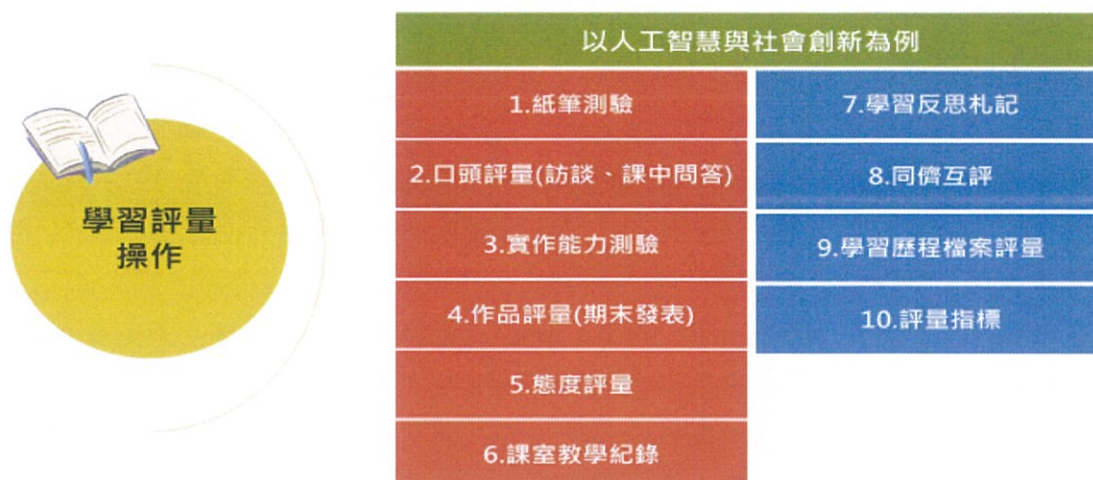 學習評量
操作
以人工智慧與社會創新為例
1.紙筆測驗
2.口頭評量(訪談、課中問答)
3.實作能力測驗
4.作品評量(期末發表)
5.態度評量
6.課室教學紀錄
7.學習反思札記
8.同儕互評
9.學習歷程檔案評量
10.評量指標